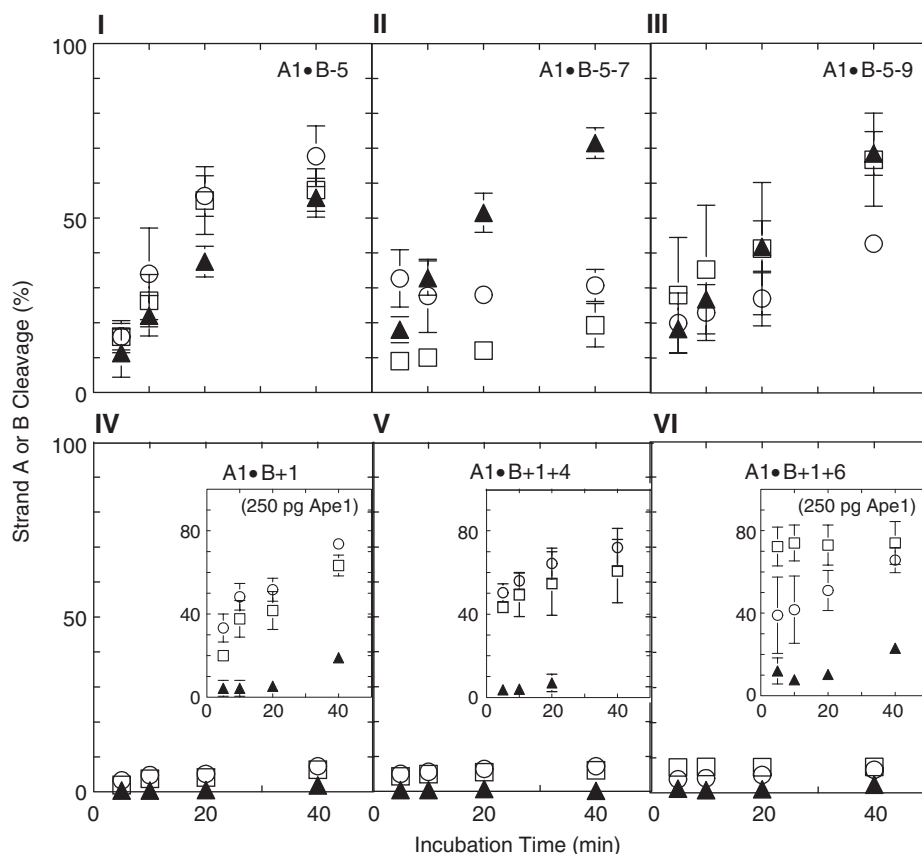 I II III
100
A1●B-5 A1●B-5-7 A1●B-5-9
50
0
Strand A or B Cleavage (%)
IV V VI
100
A1●B+1 A1●B+1+4 A1●B+1+6
(250 pg Ape1) (250 pg Ape1)
80 80 80
40 40 40
0 0 0
0 20 40 0 20 40 0 20 40
50
0
0 20 40 0 20 40 0 20 40
Incubation Time (min)